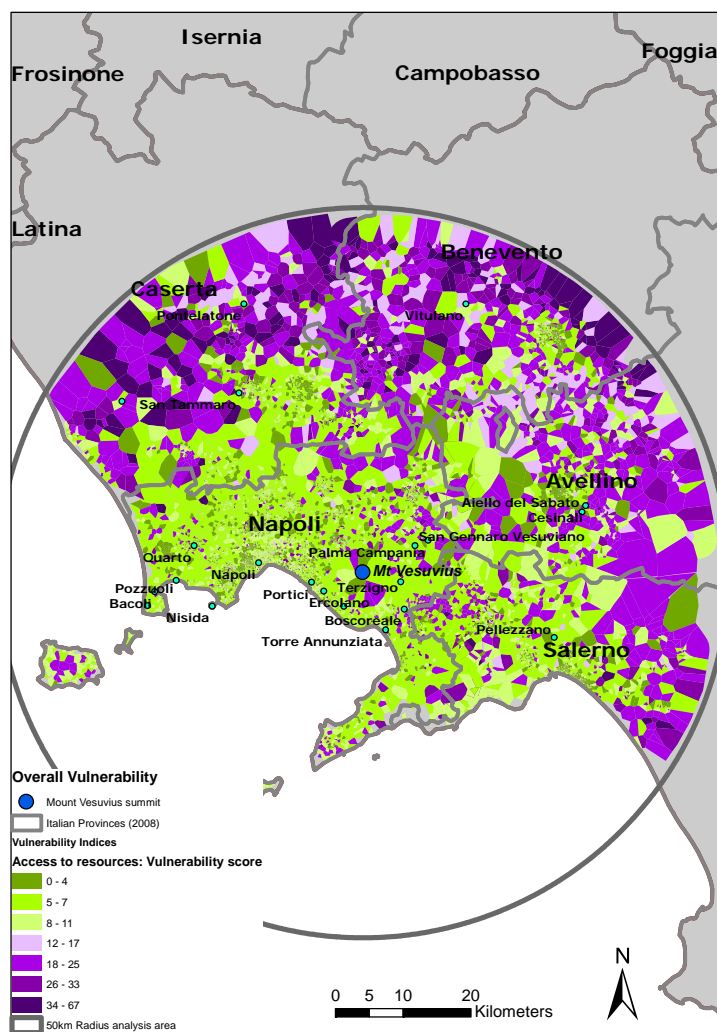 Isernia
Foggia
Frosinone
Campobasso
Latina
Benevento
Caserta
Pontelatone
Vitulano
San Tammaro
Avellino
Aiello del Sabato
Cesinali
Napoli
San Gennaro Vesuviano
Palma Campania
Quarto
Napoli
Mt Vesuvius
Pozzuoli
Portici
Terzigno
Bacoli
Ercolano
Nisida
Boscoreale
Pellezzano
Torre Annunziata
Salerno
Overall Vulnerability
Mount Vesuvius summit
Italian Provinces (2008)
Vulnerability Indices
Access to resources: Vulnerability score
0 - 4
5 - 7
8 - 11
12 - 17
18 - 25
26 - 33
34 - 67
50km Radius analysis area
N
0 5 10 20
Kilometers